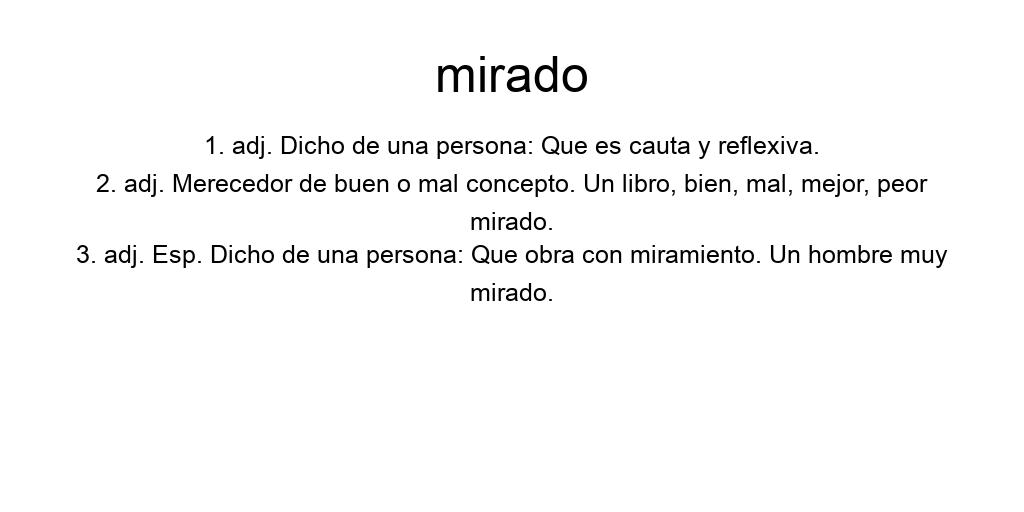 mirado
1. adj. Dicho de una persona: Que es cauta y reflexiva.
2. adj. Merecedor de buen o mal concepto. Un libro, bien, mal, mejor, peor
mirado.
3. adj. Esp. Dicho de una persona: Que obra con miramiento. Un hombre muy
mirado.